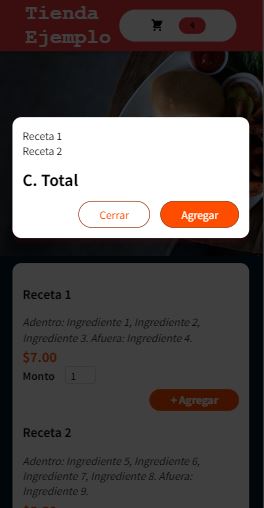 Tienda
Ejemplo
4
Receta 1
Receta 2
C. Total
Cerrar
Agregar
Receta 1
Adentro: Ingrediente 1, Ingrediente 2,
Ingrediente 3. Afuera: Ingrediente 4.
$7.00
Monto 1
+ Agregar
Receta 2
Adentro: Ingrediente 5, Ingrediente 6,
Ingrediente 7, Ingrediente 8. Afuera:
Ingrediente 9.